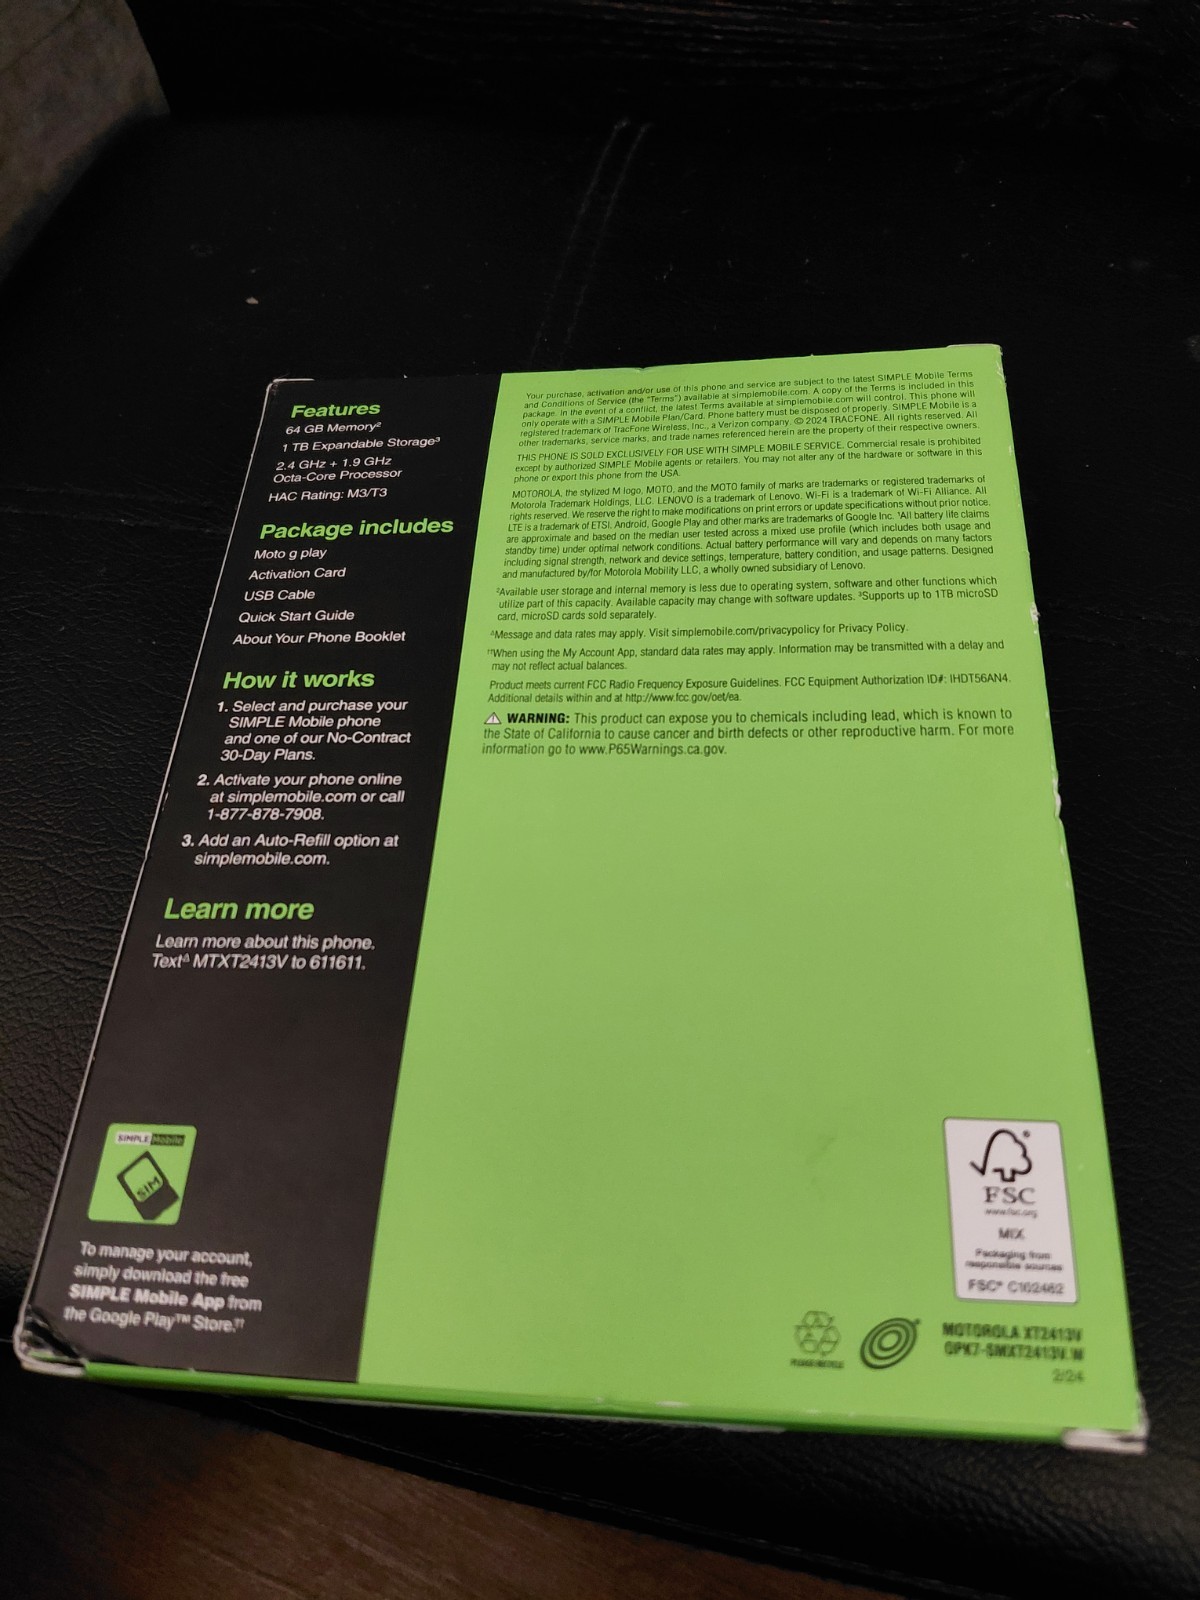 Features
64 GB Memory²
1 TB Expandable Storage³
2.4 GHz + 1.9 GHz
Octa-Core Processor
HAC Rating: M3/T3
Package includes
Moto g play
Activation Card
USB Cable
Quick Start Guide
About Your Phone Booklet
How it works
1. Select and purchase your
SIMPLE Mobile phone
and one of our No-Contract
30-Day Plans.
2. Activate your phone online
at simplemobile.com or call
1-877-878-7908.
3. Add an Auto-Refill option at
simplemobile.com.
Learn more
Learn more about this phone.
Text^Δ MTXT2413V to 611611.
SIMPLE Mobile
SIM
To manage your account,
simply download the free
SIMPLE Mobile App from
the Google Play™ Store.††
Your purchase, activation and/or use of this phone and service are subject to the latest SIMPLE Mobile Terms
and Conditions of Service (the "Terms") available at simplemobile.com. A copy of the Terms is included in this
package. In the event of a conflict, the latest Terms available at simplemobile.com will control. This phone will
only operate with a SIMPLE Mobile Plan/Card. Phone battery must be disposed of properly. SIMPLE Mobile is a
registered trademark of TracFone Wireless, Inc., a Verizon company. © 2024 TRACFONE. All rights reserved. All
other trademarks, service marks, and trade names referenced herein are the property of their respective owners.
THIS PHONE IS SOLD EXCLUSIVELY FOR USE WITH SIMPLE MOBILE SERVICE. Commercial resale is prohibited
except by authorized SIMPLE Mobile agents or retailers. You may not alter any of the hardware or software in this
phone or export this phone from the USA.
MOTOROLA, the stylized M logo, MOTO, and the MOTO family of marks are trademarks or registered trademarks of
Motorola Trademark Holdings, LLC. LENOVO is a trademark of Lenovo. Wi-Fi is a trademark of Wi-Fi Alliance. All
rights reserved. We reserve the right to make modifications on print errors or update specifications without prior notice.
LTE is a trademark of ETSI. Android, Google Play and other marks are trademarks of Google Inc. ¹All battery life claims
are approximate and based on the median user tested across a mixed use profile (which includes both usage and
standby time) under optimal network conditions. Actual battery performance will vary and depends on many factors
including signal strength, network and device settings, temperature, battery condition, and usage patterns. Designed
and manufactured by/for Motorola Mobility LLC, a wholly owned subsidiary of Lenovo.
²Available user storage and internal memory is less due to operating system, software and other functions which
utilize part of this capacity. Available capacity may change with software updates. ³Supports up to 1TB microSD
card, microSD cards sold separately.
^ΔMessage and data rates may apply. Visit simplemobile.com/privacypolicy for Privacy Policy.
††When using the My Account App, standard data rates may apply. Information may be transmitted with a delay and
may not reflect actual balances.
Product meets current FCC Radio Frequency Exposure Guidelines. FCC Equipment Authorization ID#: IHDT56AN4.
Additional details within and at http://www.fcc.gov/oet/ea.
⚠ WARNING: This product can expose you to chemicals including lead, which is known to
the State of California to cause cancer and birth defects or other reproductive harm. For more
information go to www.P65Warnings.ca.gov.
®
FSC
www.fsc.org
MIX
Packaging from
responsible sources
FSC® C102462
PLEASE RECYCLE
MOTOROLA XT2413V
GPK7-SMXT2413V.M
2/24